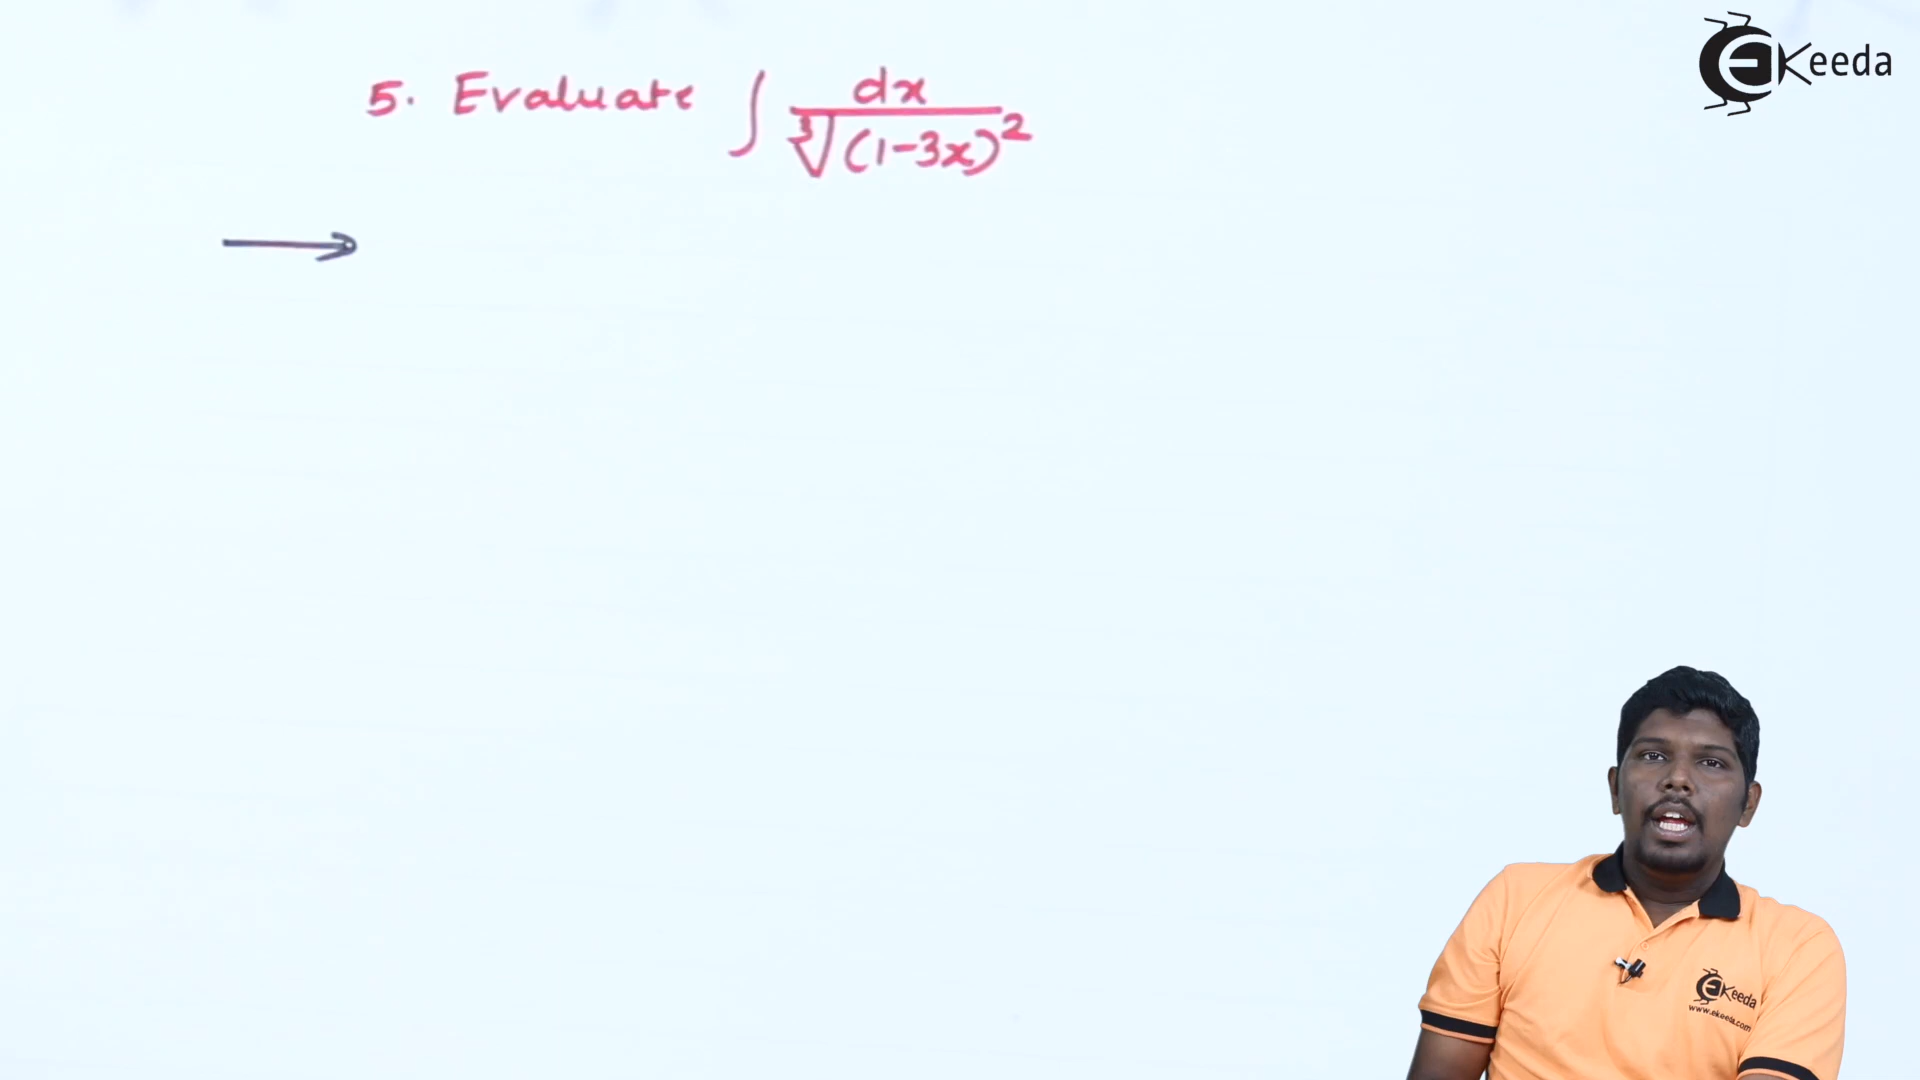 EKeeda
5. Evaluate ∫ dx / ∛(1-3x)²
EKeeda
www.ekeeda.com